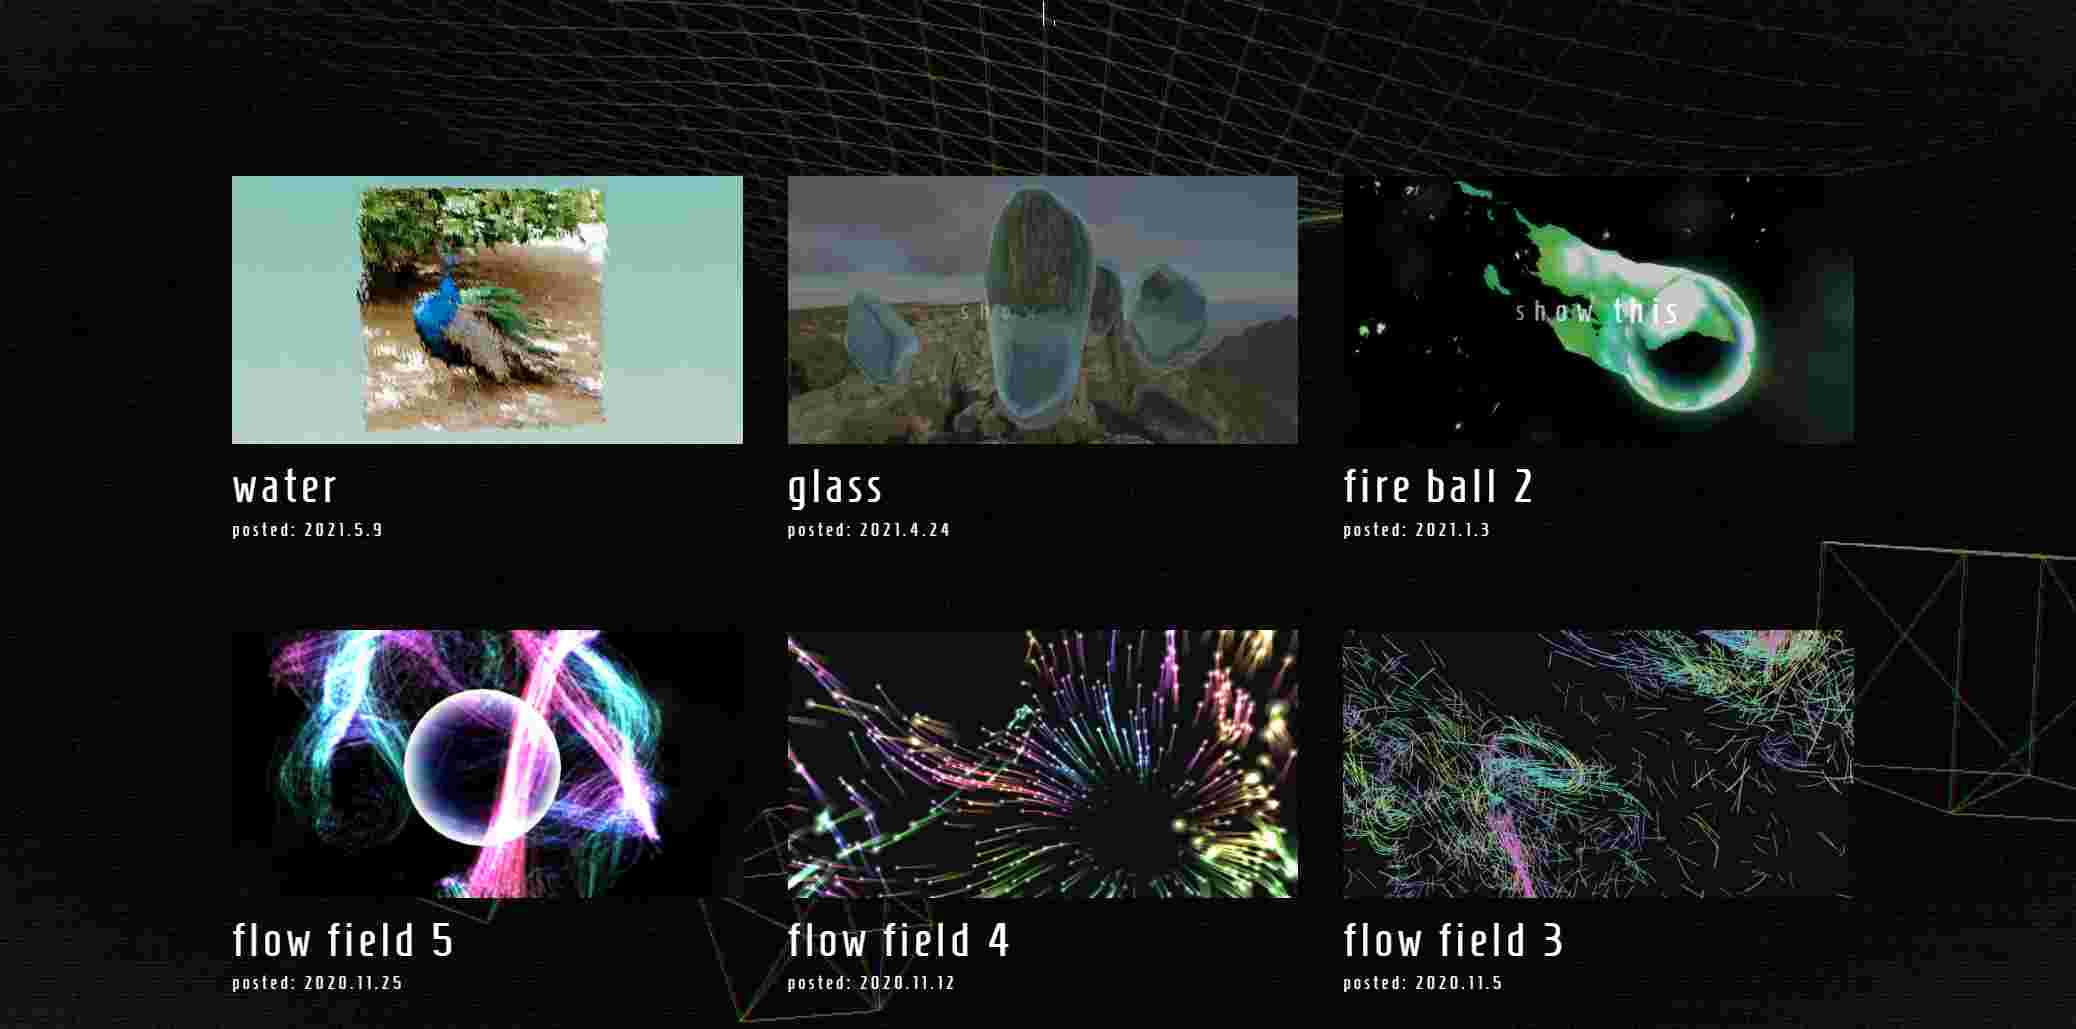 show this
water
posted: 2021.5.9
glass
posted: 2021.4.24
fire ball 2
posted: 2021.1.3
flow field 5
posted: 2020.11.25
flow field 4
posted: 2020.11.12
flow field 3
posted: 2020.11.5